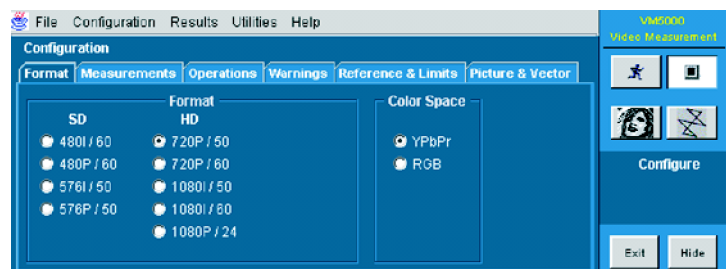 File Configuration Results Utilities Help
VM5000
Video Measurement
Configuration
Format Measurements Operations Warnings Reference & Limits Picture & Vector
Format
SD HD
480I / 60 720P / 50
480P / 60 720P / 60
576I / 50 1080I / 50
576P / 50 1080I / 60
1080P / 24
Color Space
YPbPr
RGB
Configure
Exit Hide